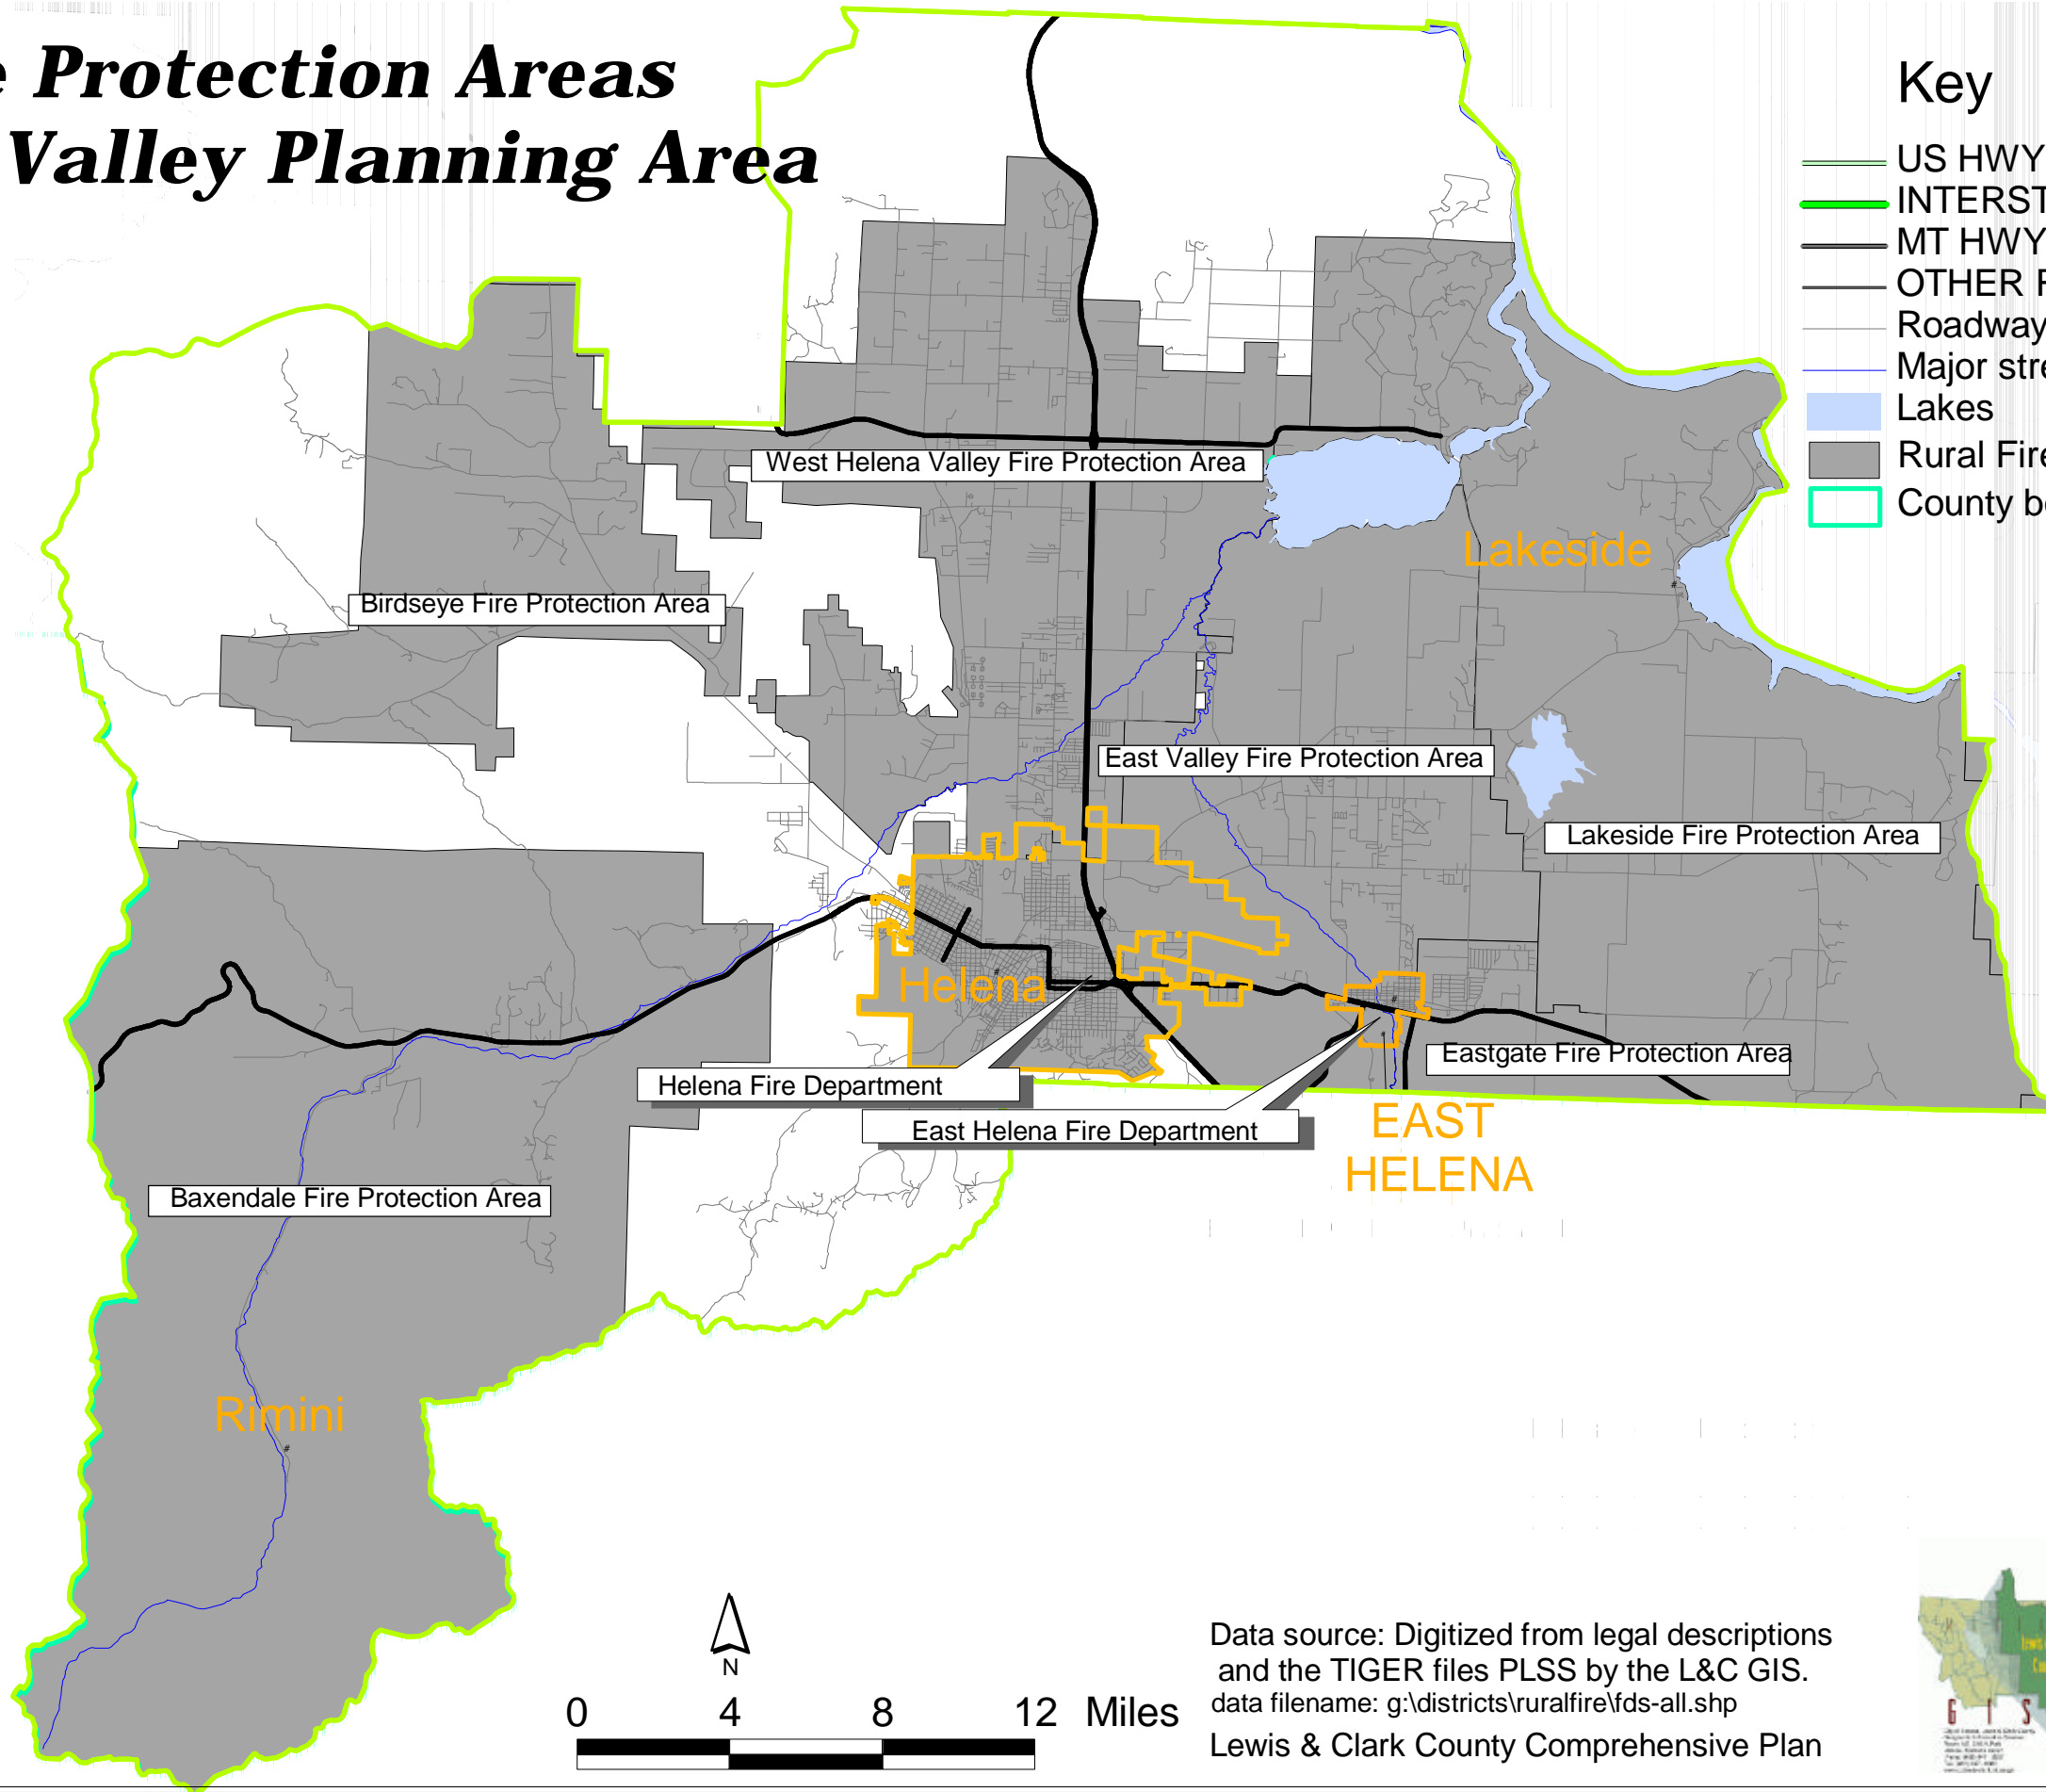 Protection Areas
Valley Planning Area
Key
US HWY
MT HWY
OTHER
Major
Lakes
Rural
County
West Helena Valley Fire Protection Area
Lakeside
Birdseye Fire Protection Area
East Valley Fire Protection Area
Lakeside Fire Protection Area
Helena
Eastgate Fire Protection Area
Helena Fire Department
East Helena Fire Department
EAST
HELENA
Baxendale Fire Protection Area
Rimini
N
0 4 8 12 Miles
Data source: Digitized from legal descriptions
and the TIGER files PLSS by the L&C GIS.
data filename: g:\districts\ruralfire\fds-all.shp
Lewis & Clark County Comprehensive Plan
G I S